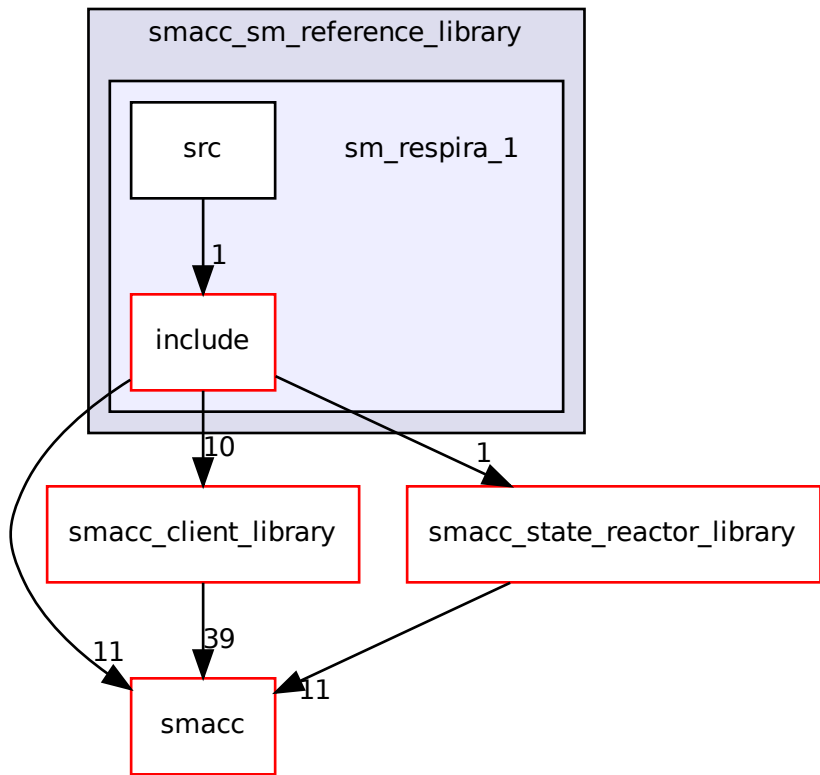 smacc_sm_reference_library
src
sm_respira_1
1
include
10
1
smacc_client_library
smacc_state_reactor_library
39
11
11
smacc